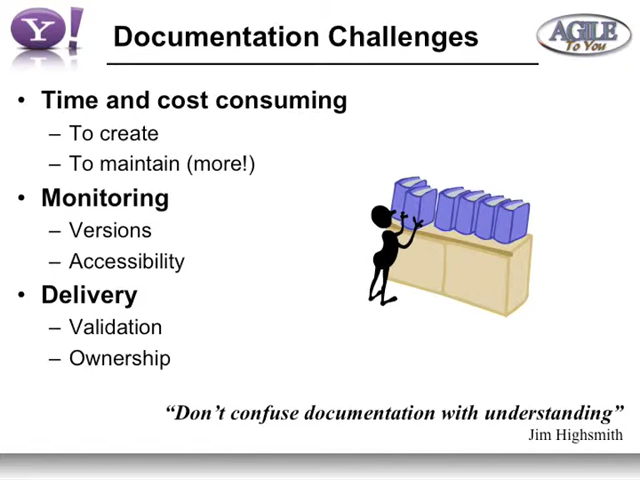 Y!
Documentation Challenges
AGILE
To You
• Time and cost consuming
– To create
– To maintain (more!)
• Monitoring
– Versions
– Accessibility
• Delivery
– Validation
– Ownership
“Don’t confuse documentation with understanding”
Jim Highsmith